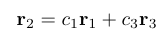 𝐫₂ = c₁𝐫₁ + c₃𝐫₃